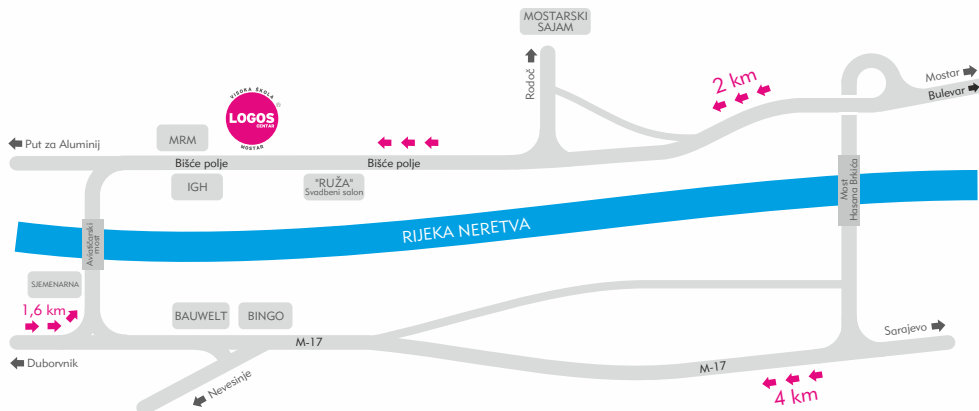 MOSTARSKI
SAJAM
Rodoč
2 km
Mostar
Bulevar
VISOKA ŠKOLA
LOGOS
CENTAR
MOSTAR
©
Put za Aluminij
MRM
Bišće polje
Bišće polje
IGH
"RUŽA"
Svadbeni salon
Most
Hasana Brkića
RIJEKA NERETVA
Aviatičarski
most
SJEMENARNA
1,6 km
BAUWELT
BINGO
M-17
Sarajevo
Duborvnik
Nevesinje
M-17
4 km